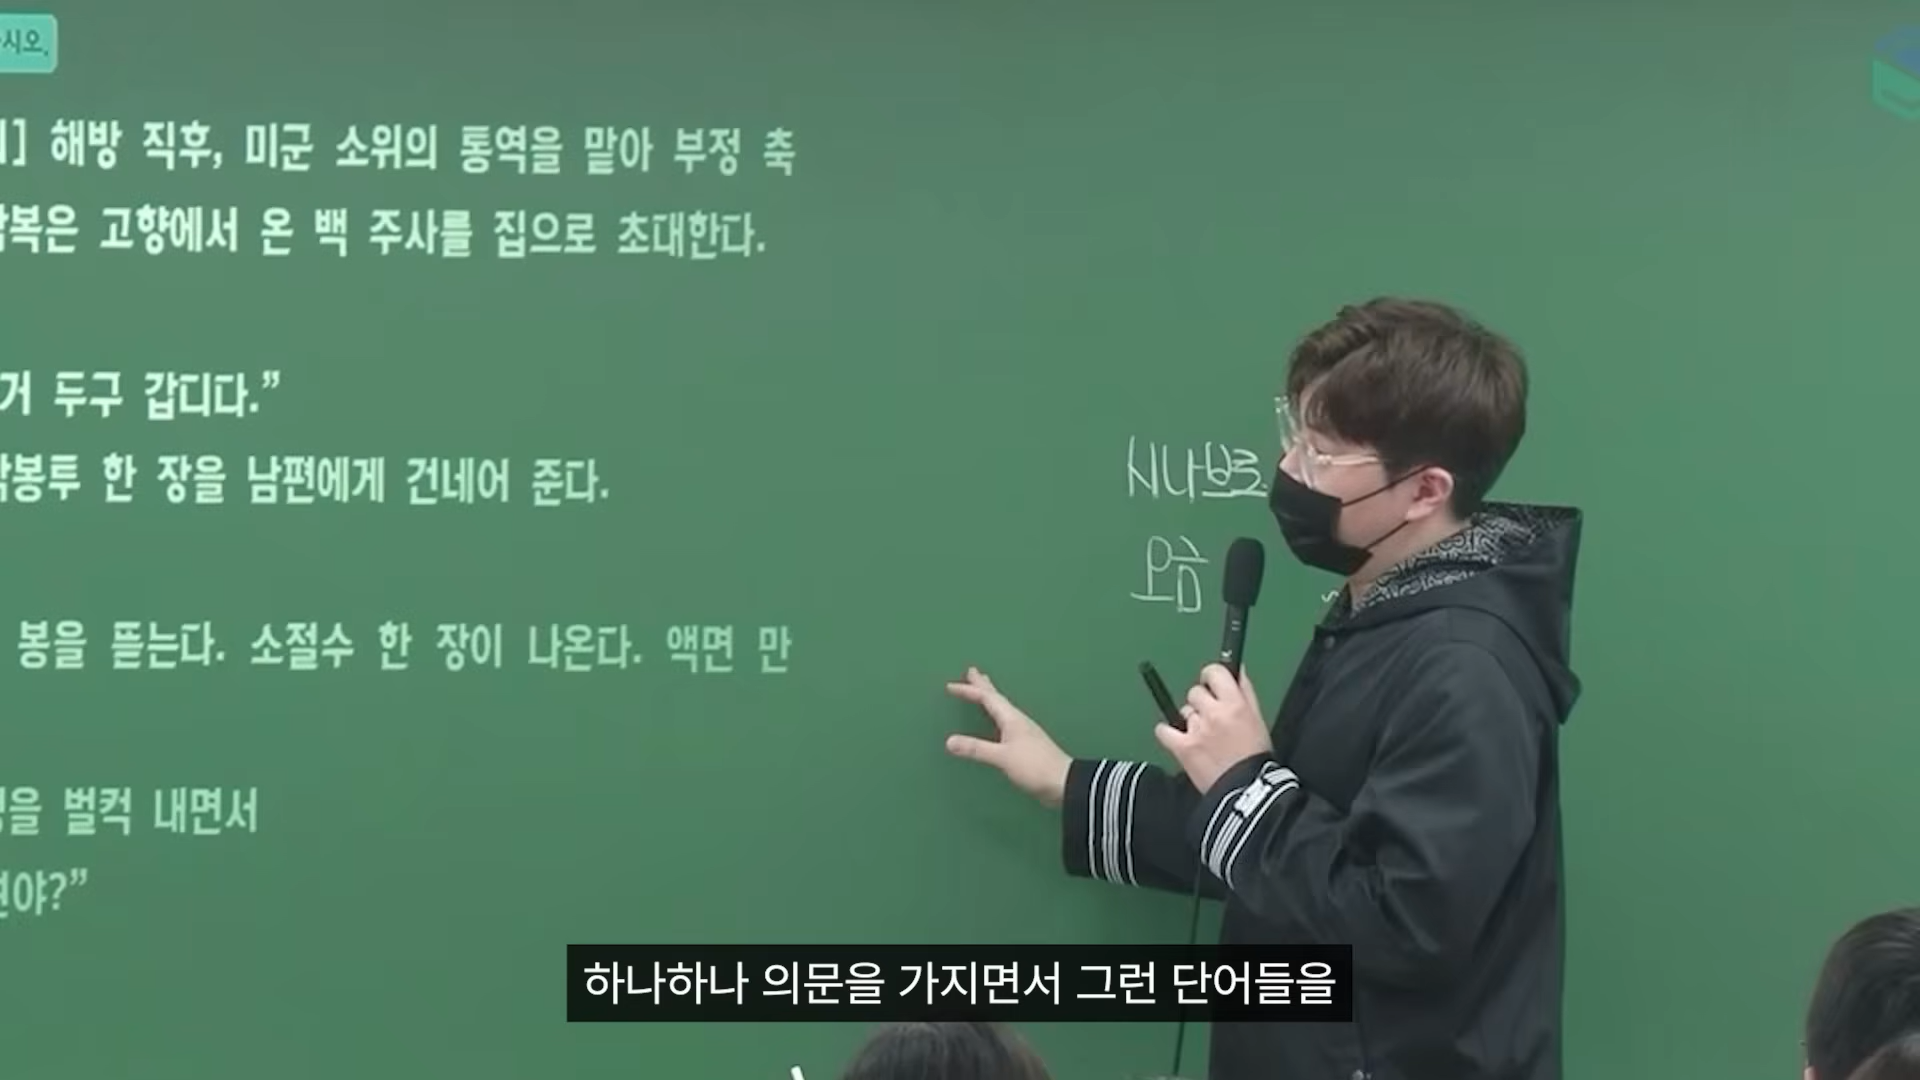 시오.
해방 직후, 미군 소위의 통역을 맡아 부정 축
복은 고향에서 온 백 주사를 집으로 초대한다.
거 두구 갑디다.”
봉투 한 장을 남편에게 건네어 준다.
시나브로
음
봉을 뜯는다. 소절수 한 장이 나온다. 액면 만
을 벌컥 내면서
야?”
하나하나 의문을 가지면서 그런 단어들을